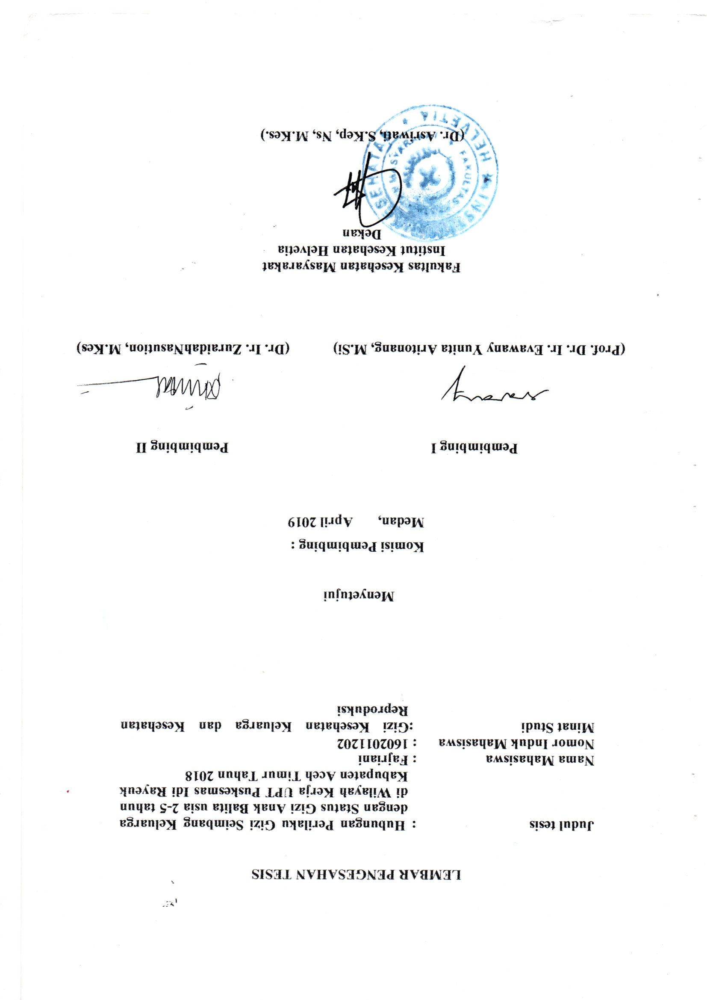 LEMBAR PENGESAHAN TESIS
Judul tesis : Hubungan Perilaku Gizi Seimbang Keluarga
dengan Status Gizi Anak Balita usia 2-5 tahun
di Wilayah Kerja UPT Puskesmas Idi Rayeuk
Kabupaten Aceh Timur Tahun 2018
Nama Mahasiswa : Fajriani
Nomor Induk Mahasiswa : 1602011202
Minat Studi :Gizi Kesehatan Keluarga dan Kesehatan
Reproduksi
Menyetujui
Komisi Pembimbing :
Medan, April 2019
Pembimbing I Pembimbing II
(Prof. Dr. Ir. Evawany Yunita Aritonang, M.Si) (Dr. Ir. ZuraidahNasution, M.Kes)
Fakultas Kesehatan Masyarakat
Institut Kesehatan Helvetia
Dekan
HELVETIA
FAKULTAS
(Dr. Asriwati, S.Kep, Ns, M.Kes.)